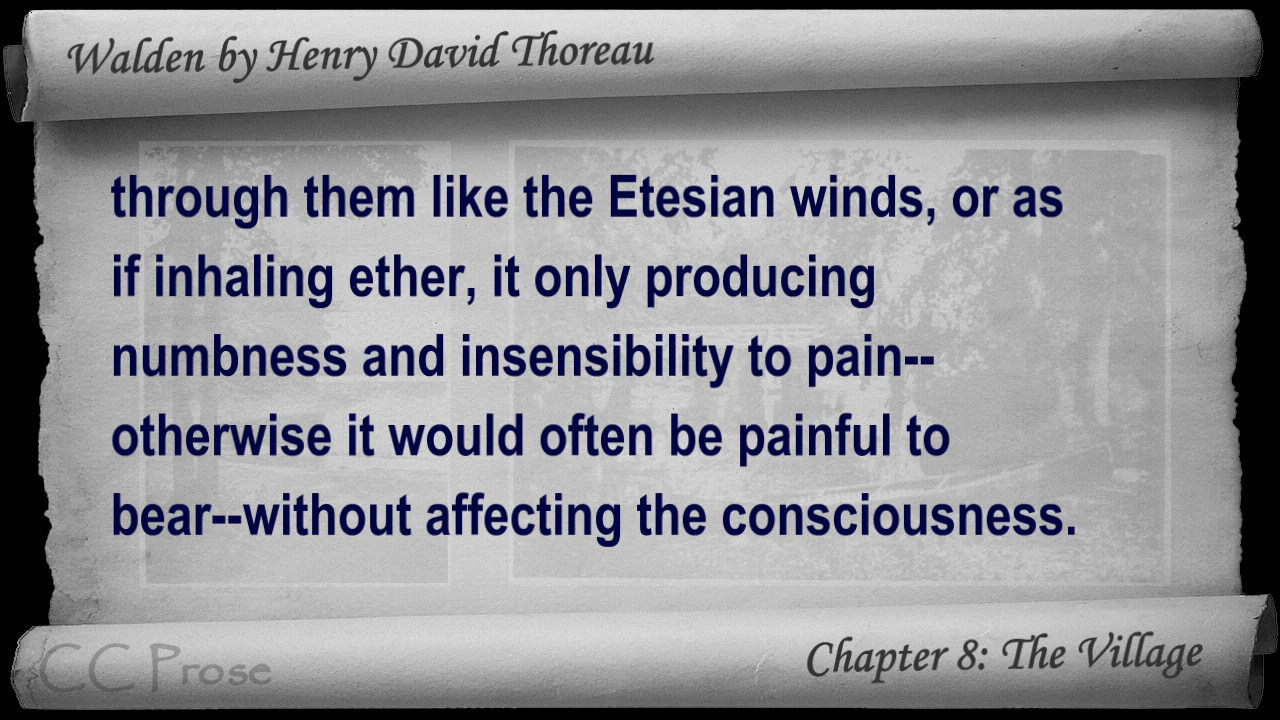 Walden by Henry David Thoreau
through them like the Etesian winds, or as
if inhaling ether, it only producing
numbness and insensibility to pain--
otherwise it would often be painful to
bear--without affecting the consciousness.
CC Prose
Chapter 8: The Village